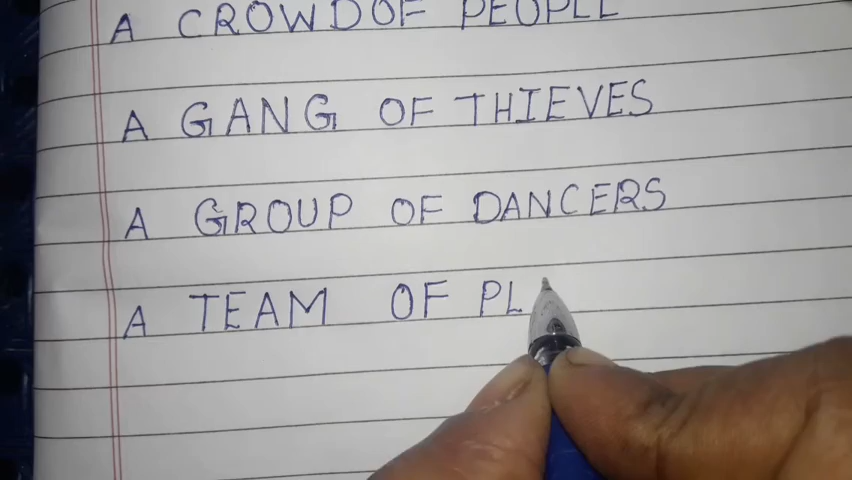 A CROWD OF PEOPLE
A GANG OF THIEVES
A GROUP OF DANCERS
A TEAM OF PL